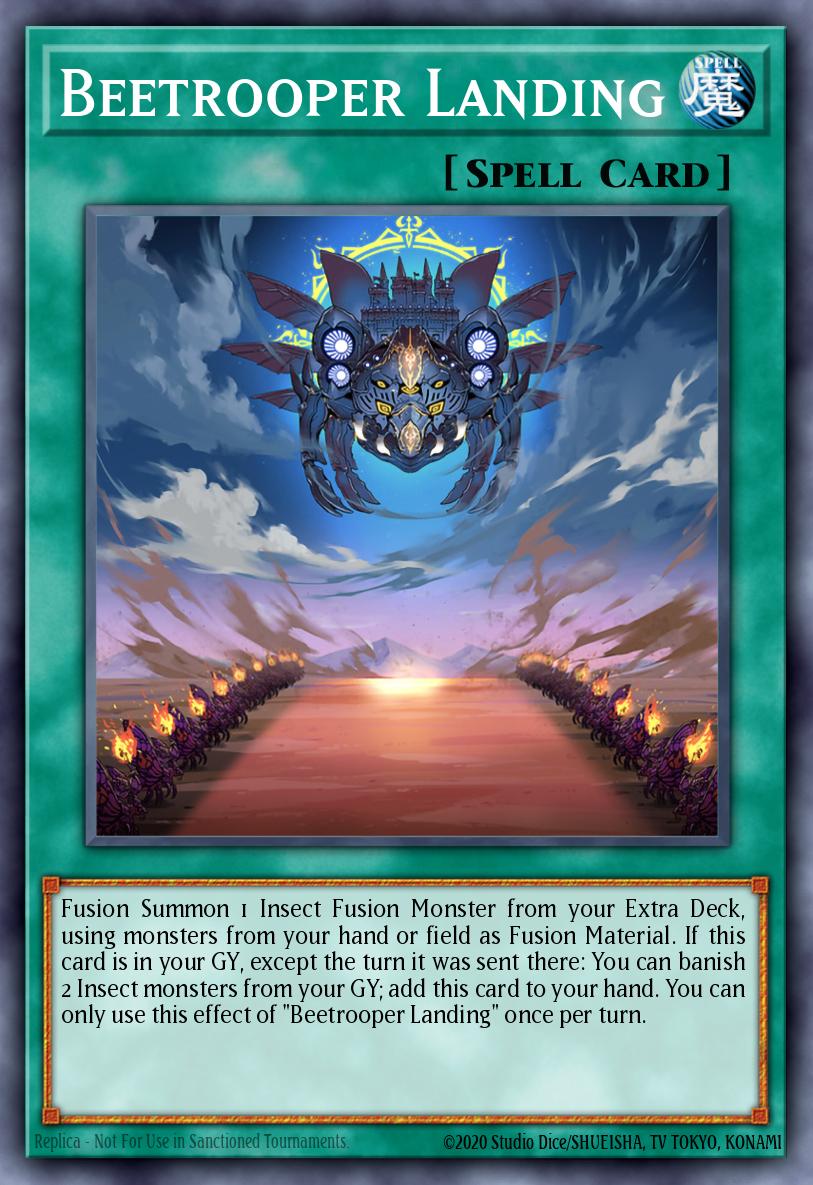 Beetrooper Landing
SPELL
魔
[ Spell Card ]
Fusion Summon 1 Insect Fusion Monster from your Extra Deck,
using monsters from your hand or field as Fusion Material. If this
card is in your GY, except the turn it was sent there: You can banish
2 Insect monsters from your GY; add this card to your hand. You can
only use this effect of "Beetrooper Landing" once per turn.
Replica - Not For Use in Sanctioned Tournaments.
©2020 Studio Dice/SHUEISHA, TV TOKYO, KONAMI